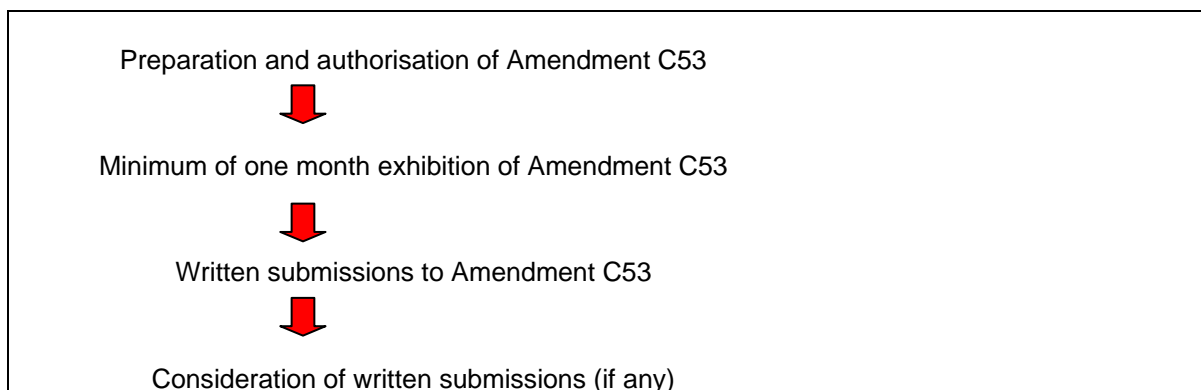 Preparation and authorisation of Amendment C53
Minimum of one month exhibition of Amendment C53
Written submissions to Amendment C53
Consideration of written submissions (if any)